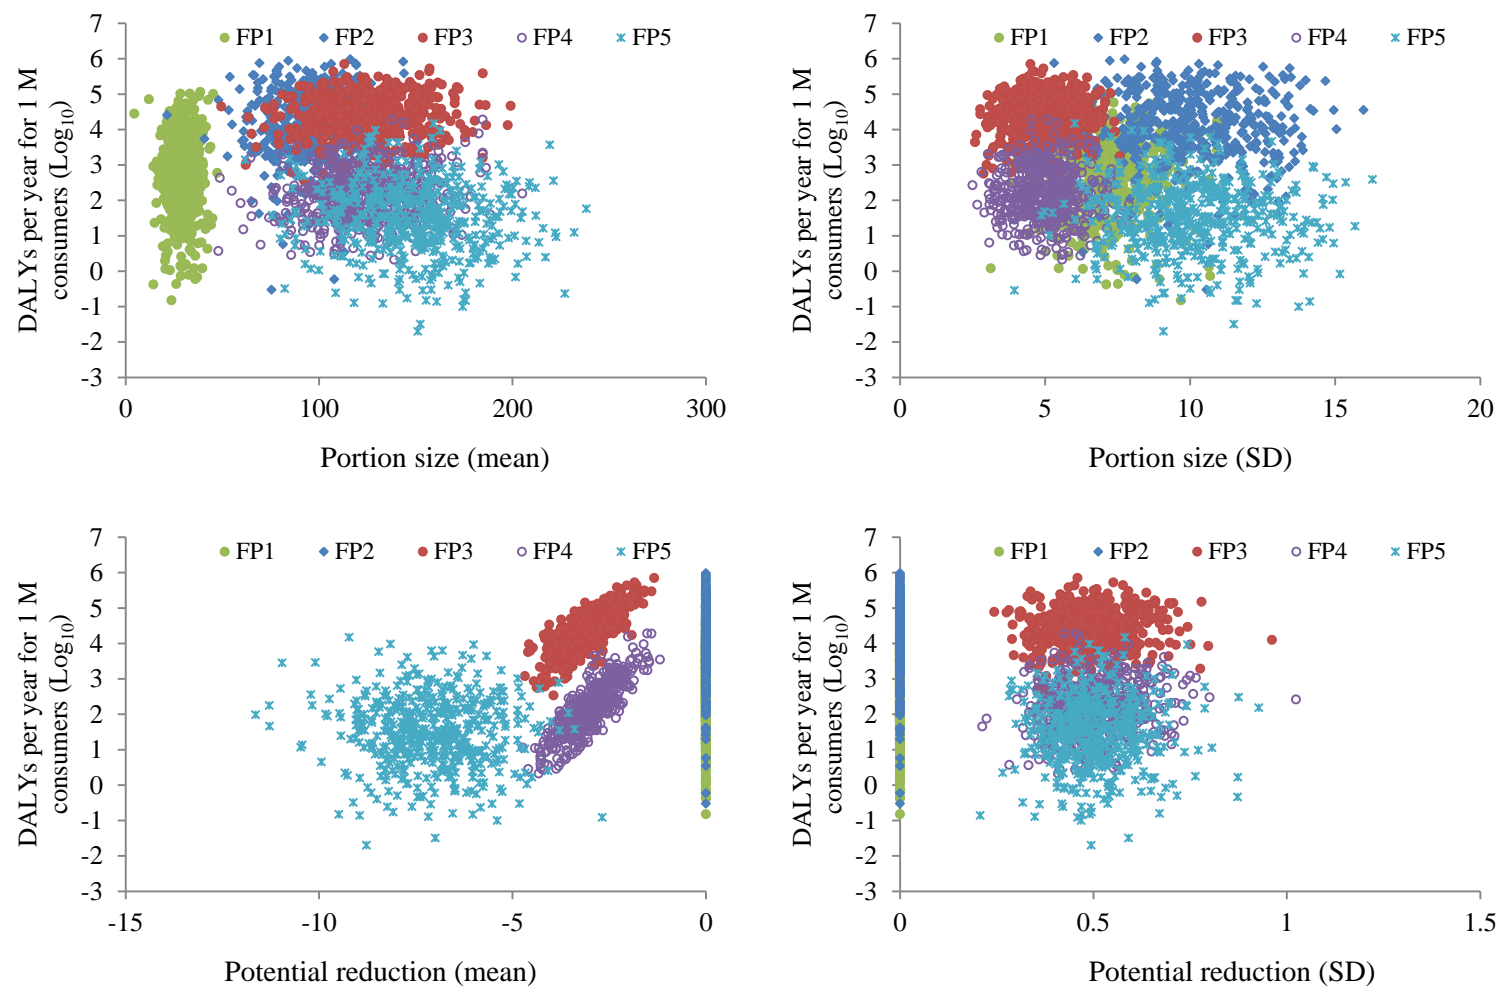 7
6
5
4
3
2
1
0
-1
-2
-3
DALYs per year for 1 M
consumers (Log10)
FP1 FP2 FP3 FP4 FP5
0 100 200 300
Portion size (mean)
7
6
5
4
3
2
1
0
-1
-2
-3
DALYs per year for 1 M
consumers (Log10)
FP1 FP2 FP3 FP4 FP5
0 5 10 15 20
Portion size (SD)
7
6
5
4
3
2
1
0
-1
-2
-3
DALYs per year for 1 M
consumers (Log10)
FP1 FP2 FP3 FP4 FP5
-15 -10 -5 0
Potential reduction (mean)
7
6
5
4
3
2
1
0
-1
-2
-3
DALYs per year for 1 M
consumers (Log10)
FP1 FP2 FP3 FP4 FP5
0 0.5 1 1.5
Potential reduction (SD)